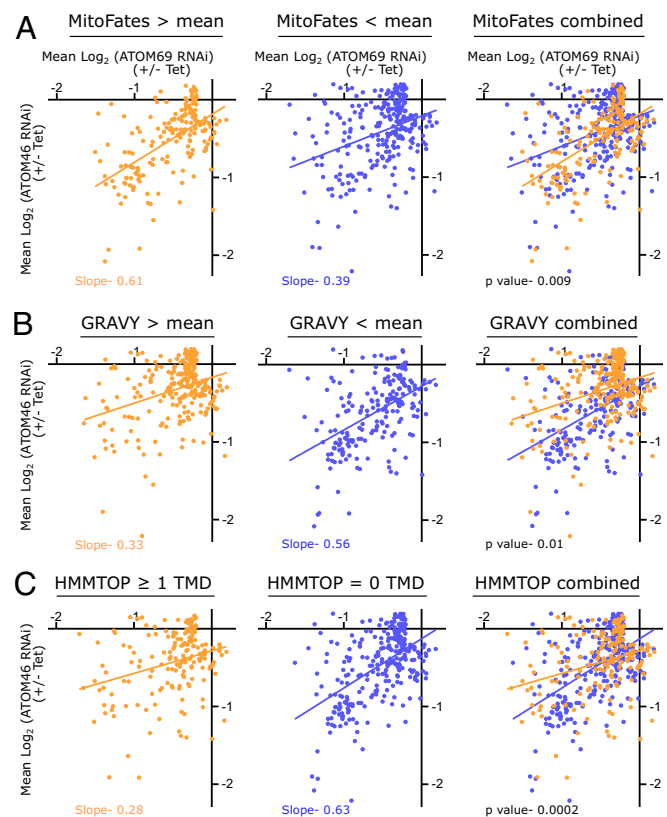 A
MitoFates > mean
MitoFates < mean
MitoFates combined
Mean Log2 (ATOM69 RNAi)
(+/- Tet)
Mean Log2 (ATOM69 RNAi)
(+/- Tet)
Mean Log2 (ATOM69 RNAi)
(+/- Tet)
-2
-1
-2
-1
-2
-1
Mean Log2 (ATOM46 RNAi)
(+/- Tet)
-1
-1
-1
-2
-2
-2
Slope- 0.61
Slope- 0.39
p value- 0.009
B
GRAVY > mean
GRAVY < mean
GRAVY combined
-2
-1
-2
-1
-2
-1
Mean Log2 (ATOM46 RNAi)
(+/- Tet)
-1
-1
-1
-2
-2
-2
Slope- 0.33
Slope- 0.56
p value- 0.01
C
HMMTOP ≥ 1 TMD
HMMTOP = 0 TMD
HMMTOP combined
-2
-1
-2
-1
-2
-1
Mean Log2 (ATOM46 RNAi)
(+/- Tet)
-1
-1
-1
-2
-2
-2
Slope- 0.28
Slope- 0.63
p value- 0.0002